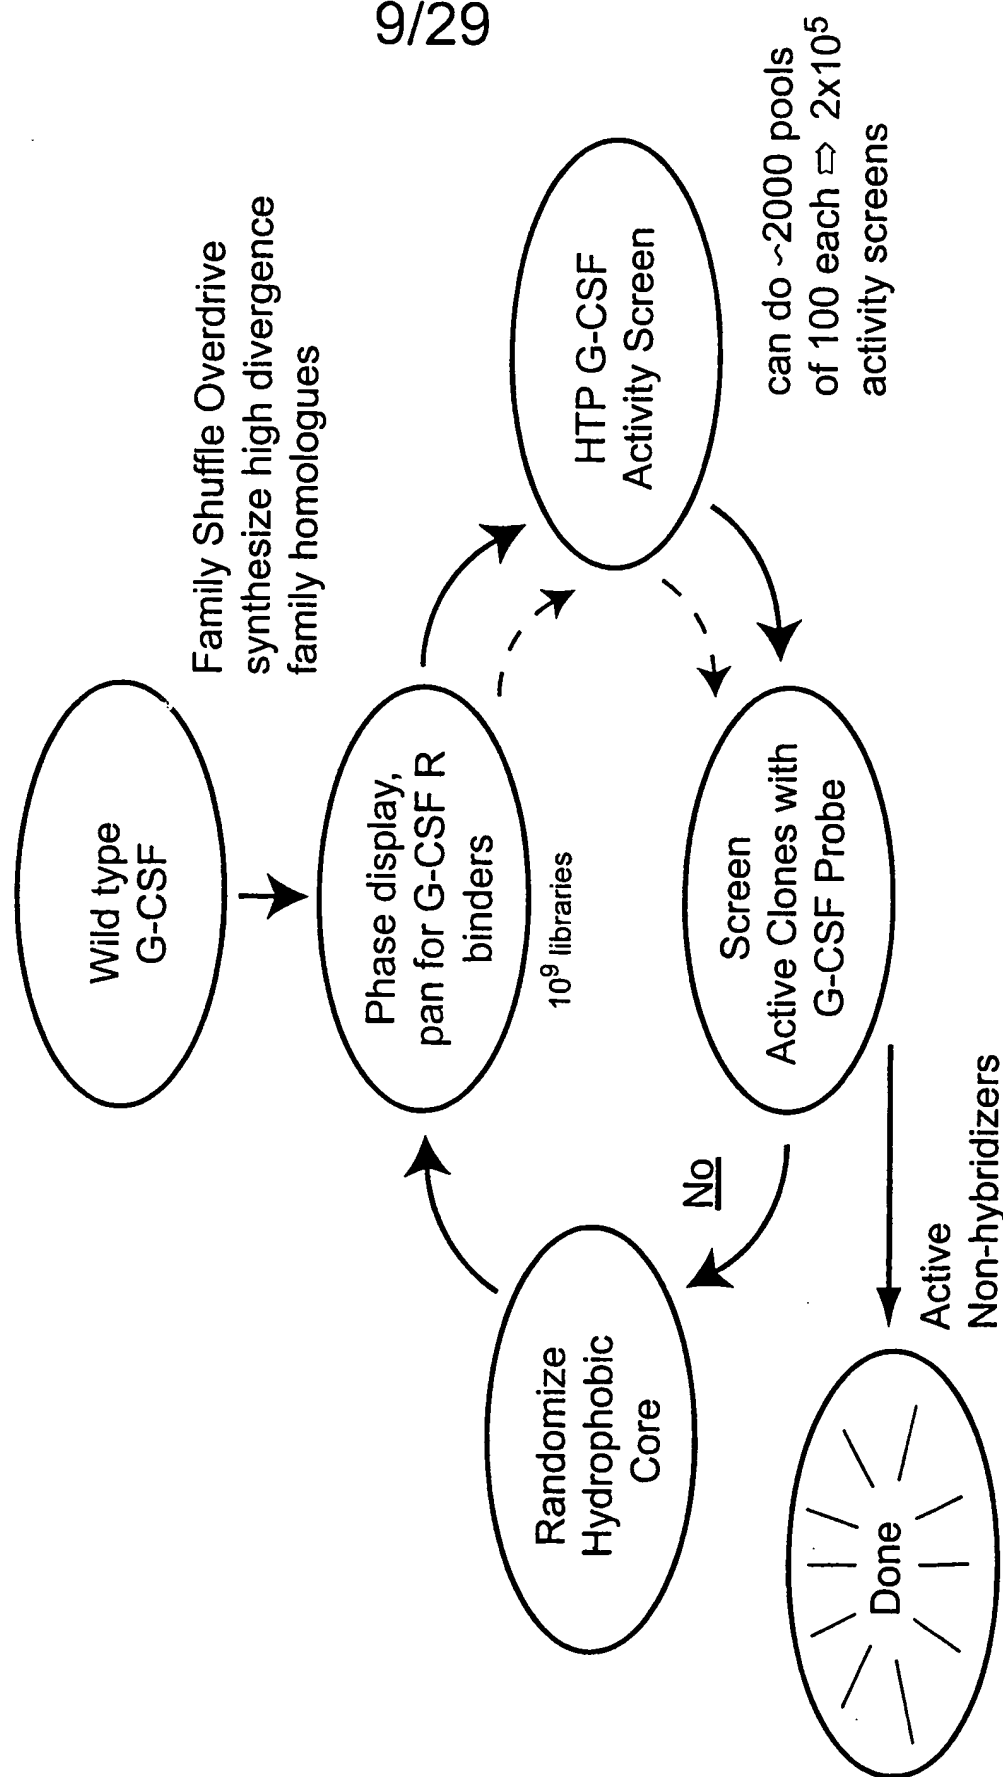 9/29
Wild type
G-CSF
Family Shuffle Overdrive
synthesize high divergence
family homologues
Phase display,
pan for G-CSF R
binders
10⁹ libraries
HTP G-CSF
Activity Screen
can do ~2000 pools
of 100 each ⇨ 2x10⁵
activity screens
Screen
Active Clones with
G-CSF Probe
No
Randomize
Hydrophobic
Core
Active
Non-hybridizers
Done